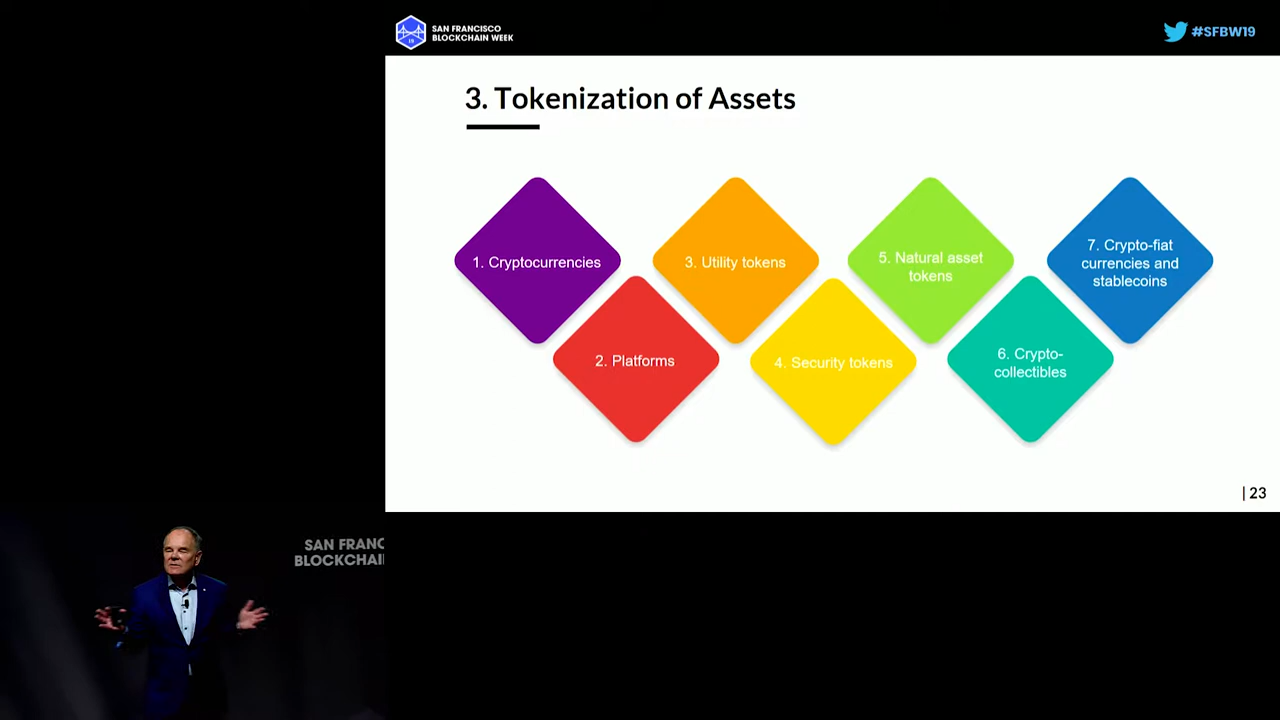 SAN FRANCISCO
BLOCKCHAIN WEEK
#SFBW19
3. Tokenization of Assets
1. Cryptocurrencies
2. Platforms
3. Utility tokens
4. Security tokens
5. Natural asset
tokens
6. Crypto-
collectibles
7. Crypto-fiat
currencies and
stablecoins
| 23
SAN FRANC
BLOCKCHAI